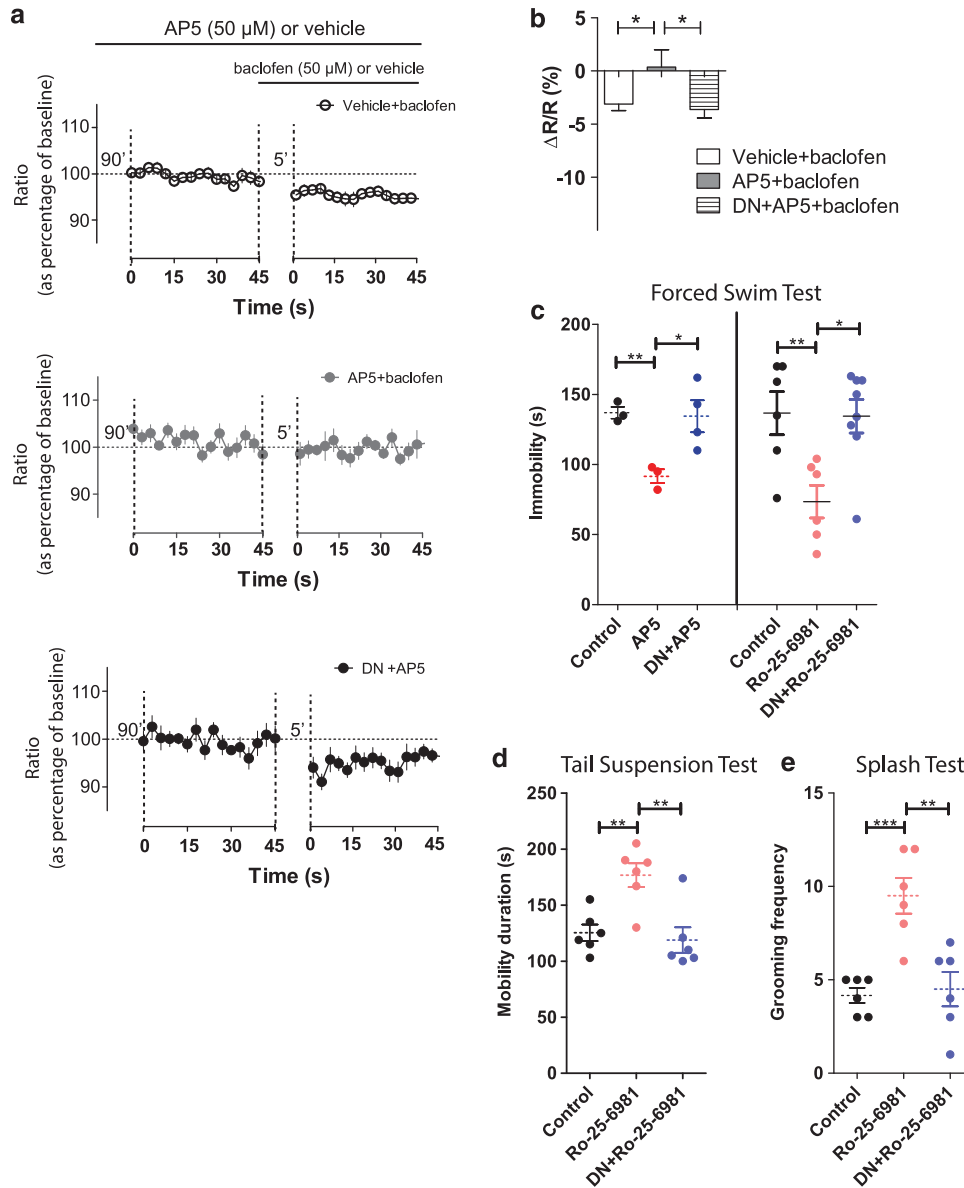 a
AP5 (50 µM) or vehicle
baclofen (50 µM) or vehicle
Vehicle+baclofen
110
100
90
90'
5'
Ratio
(as percentage of baseline)
0 15 30 45 0 15 30 45
Time (s)
AP5+baclofen
110
100
90
90'
5'
Ratio
(as percentage of baseline)
0 15 30 45 0 15 30 45
Time (s)
DN +AP5
110
100
90
90'
5'
Ratio
(as percentage of baseline)
0 15 30 45 0 15 30 45
Time (s)
b
* *
5
0
-5
-10
ΔR/R (%)
Vehicle+baclofen
AP5+baclofen
DN+AP5+baclofen
c
Forced Swim Test
200
150
100
50
0
Immobility (s)
** * ** *
Control
AP5
DN+AP5
Control
Ro-25-6981
DN+Ro-25-6981
d
Tail Suspension Test
250
200
150
100
50
0
Mobility duration (s)
** **
Control
Ro-25-6981
DN+Ro-25-6981
e
Splash Test
15
10
5
0
Grooming frequency
*** **
Control
Ro-25-6981
DN+Ro-25-6981